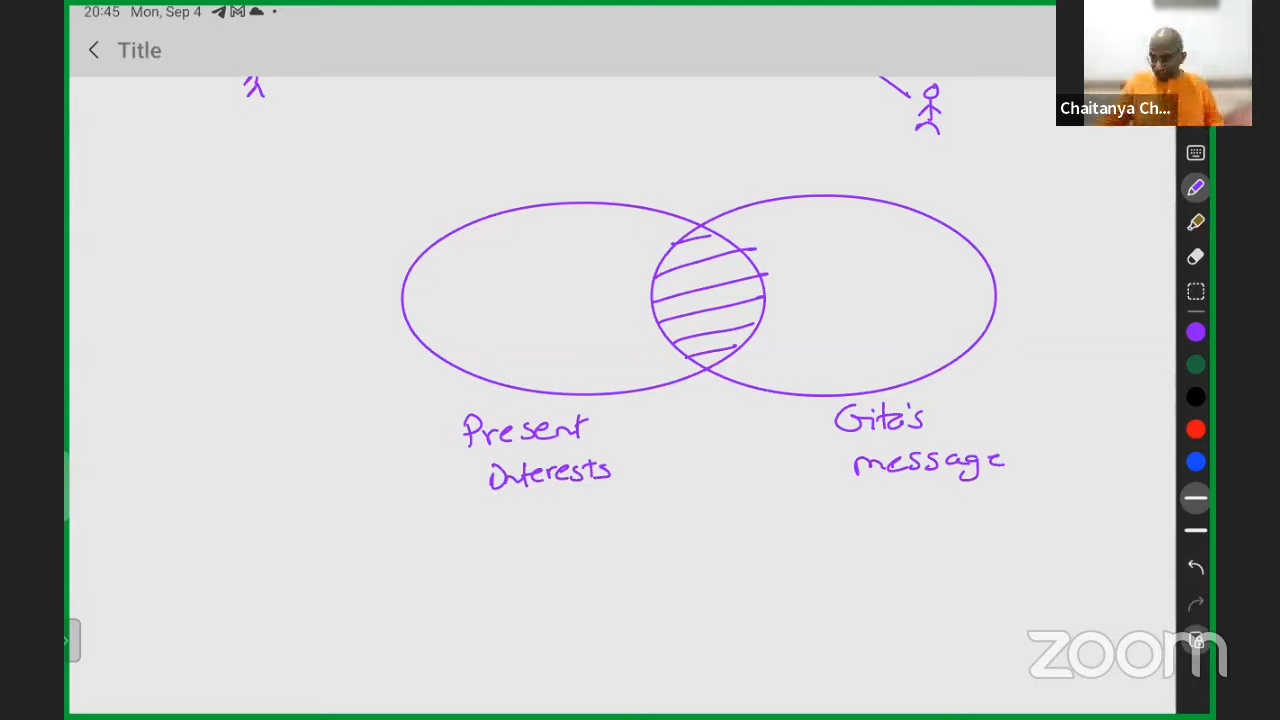 20:45 Mon, Sep 4
Title
Chaitanya Ch...
Present
Interests
Gita's
message
zoom